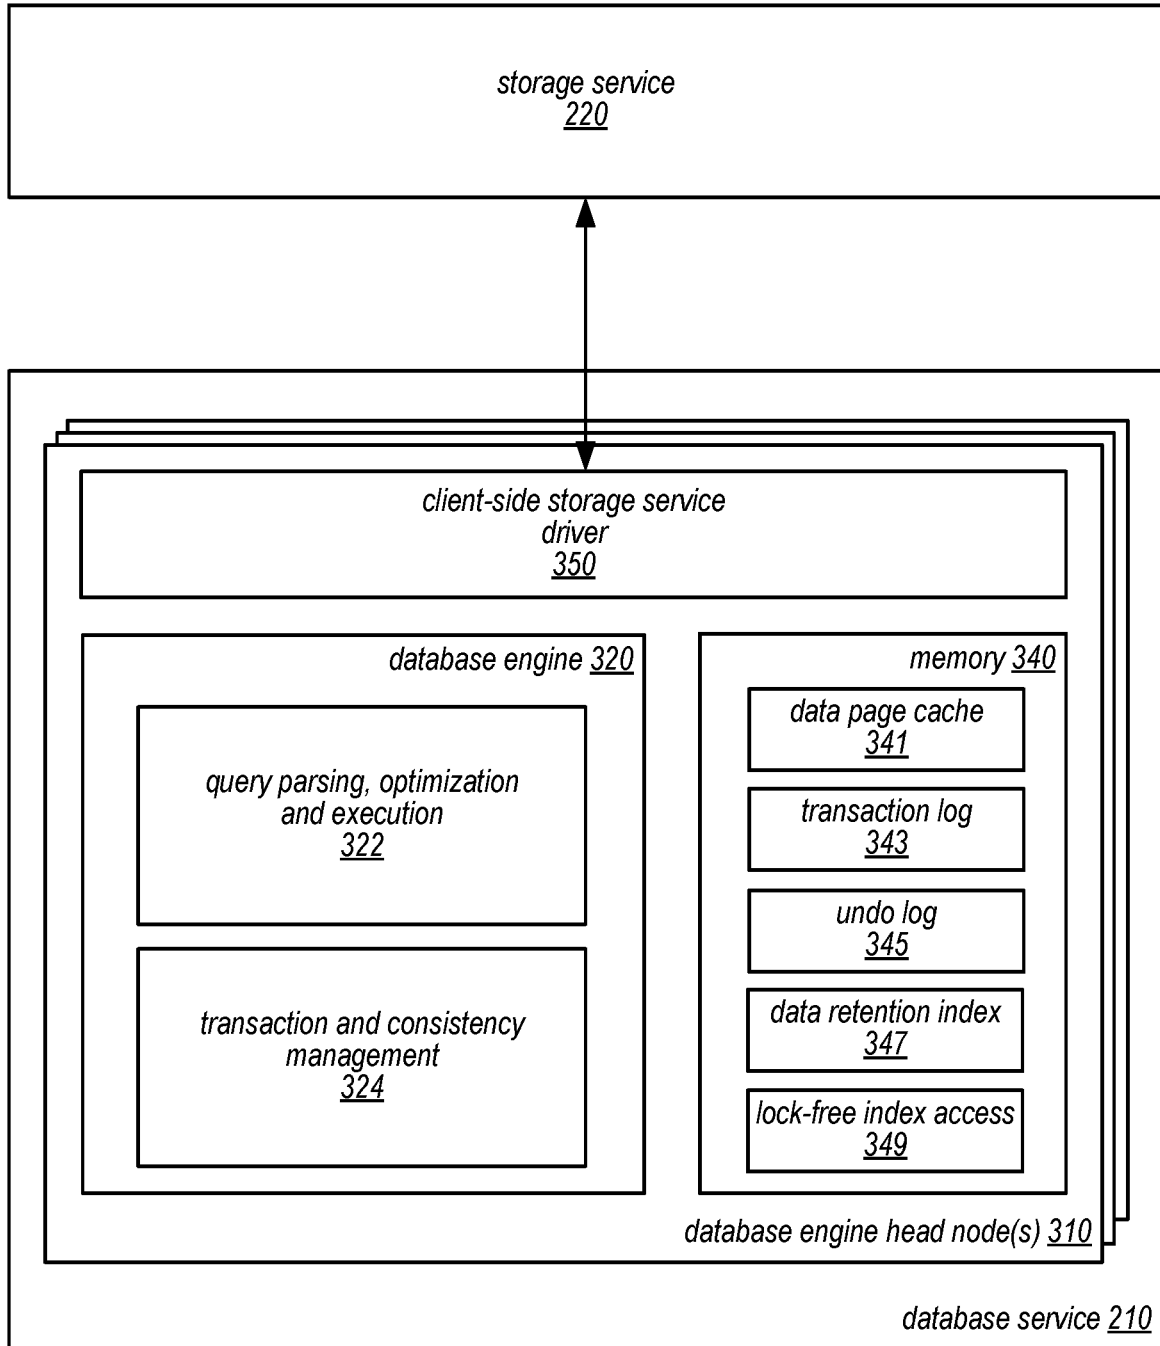 storage service
220
client-side storage service
driver
350
database engine 320
query parsing, optimization
and execution
322
transaction and consistency
management
324
memory 340
data page cache
341
transaction log
343
undo log
345
data retention index
347
lock-free index access
349
database engine head node(s) 310
database service 210